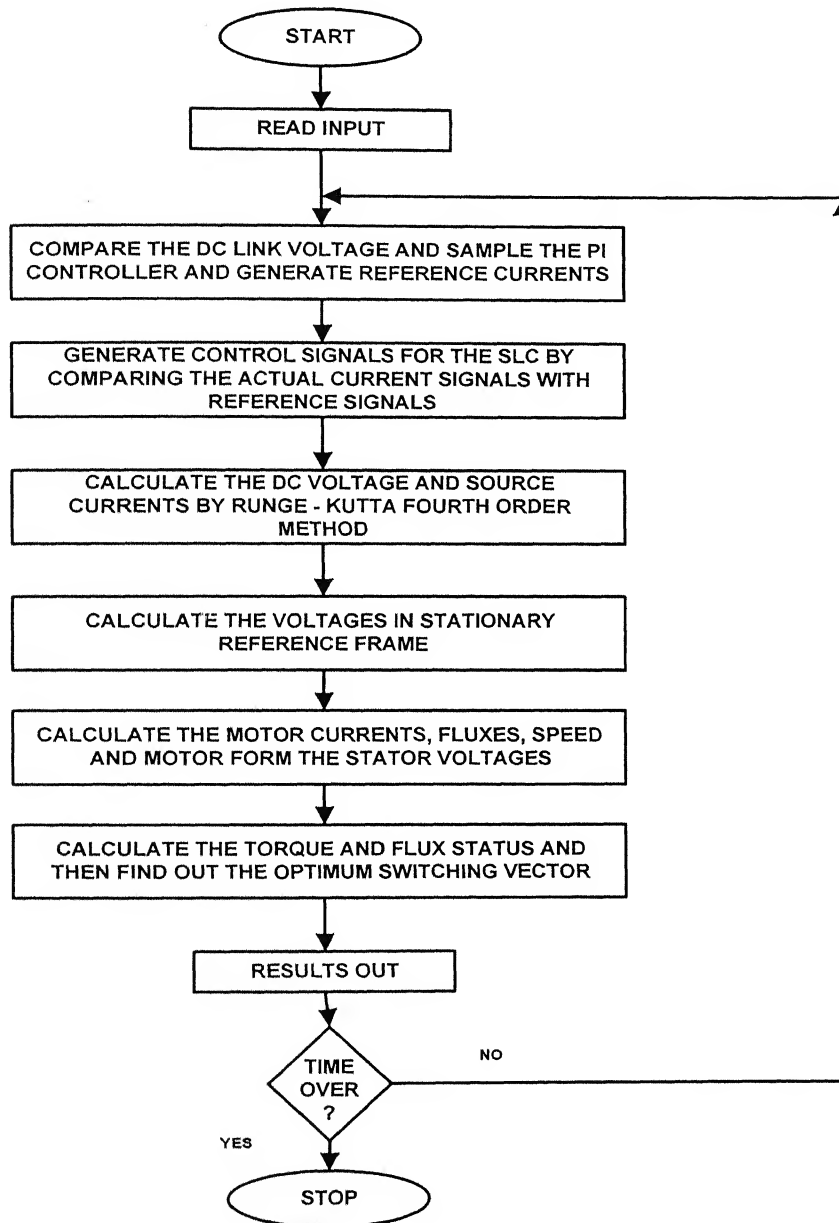 START
READ INPUT
COMPARE THE DC LINK VOLTAGE AND SAMPLE THE PI
CONTROLLER AND GENERATE REFERENCE CURRENTS
GENERATE CONTROL SIGNALS FOR THE SLC BY
COMPARING THE ACTUAL CURRENT SIGNALS WITH
REFERENCE SIGNALS
CALCULATE THE DC VOLTAGE AND SOURCE
CURRENTS BY RUNGE - KUTTA FOURTH ORDER
METHOD
CALCULATE THE VOLTAGES IN STATIONARY
REFERENCE FRAME
CALCULATE THE MOTOR CURRENTS, FLUXES, SPEED
AND MOTOR FORM THE STATOR VOLTAGES
CALCULATE THE TORQUE AND FLUX STATUS AND
THEN FIND OUT THE OPTIMUM SWITCHING VECTOR
RESULTS OUT
TIME
OVER
?
NO
YES
STOP